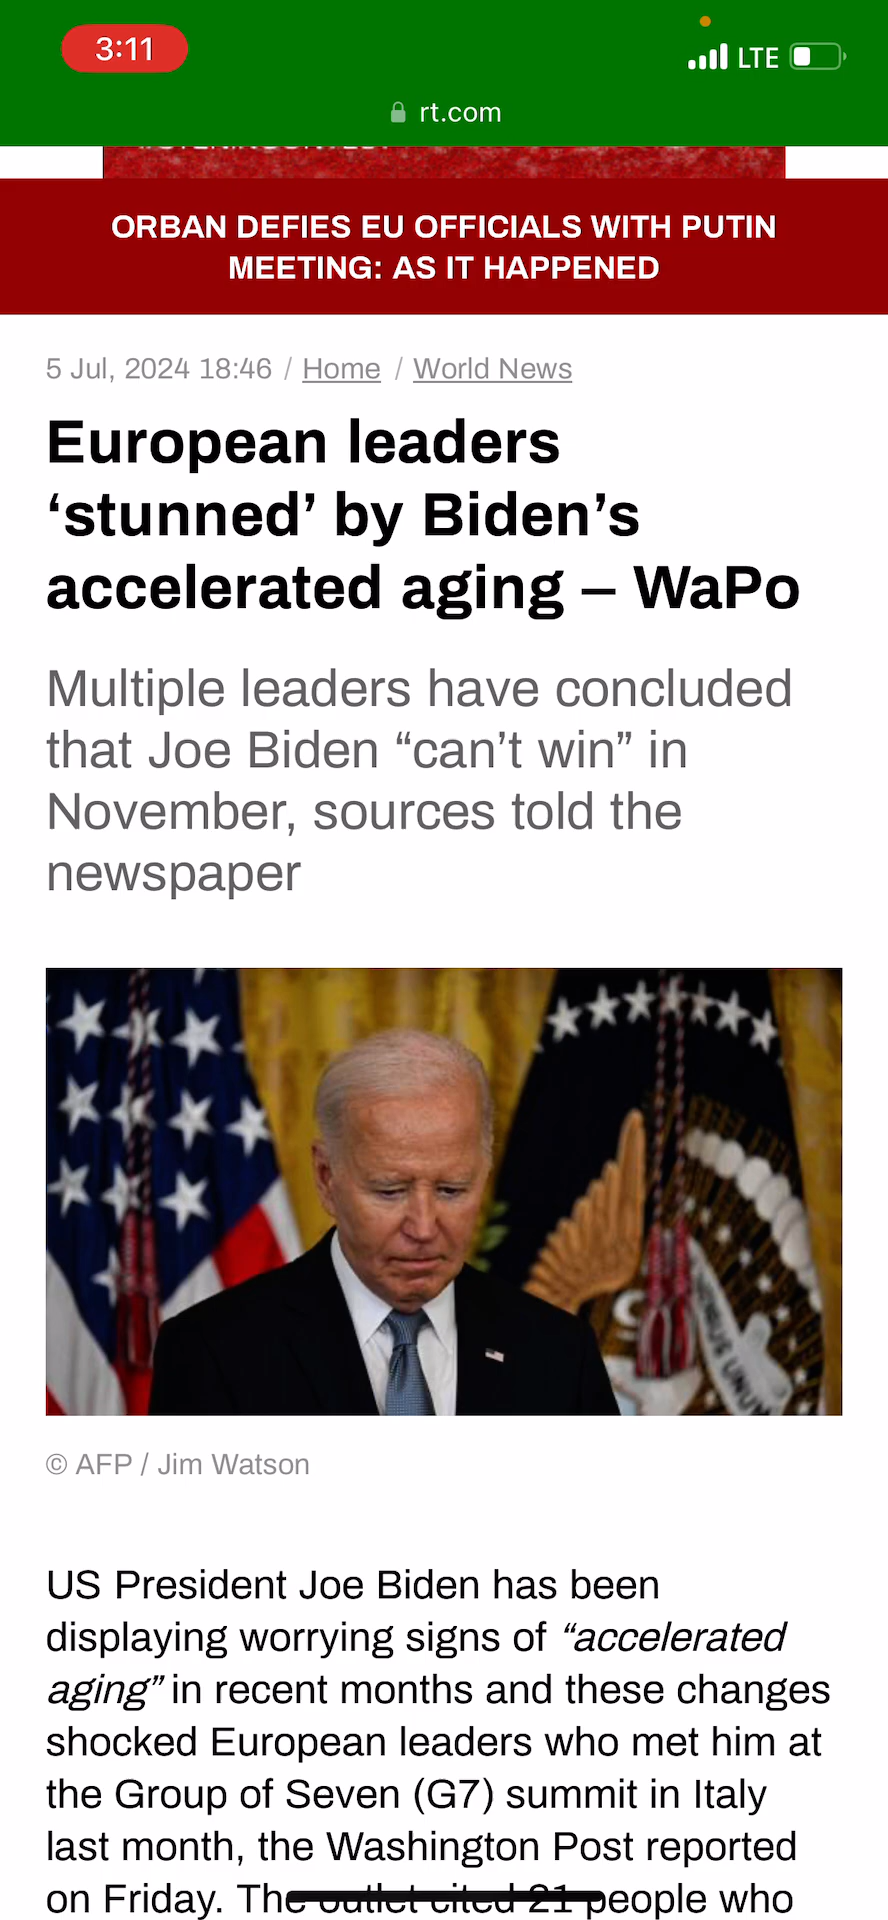 3:11
LTE
rt.com
ORBAN DEFIES EU OFFICIALS WITH PUTIN
MEETING: AS IT HAPPENED
5 Jul, 2024 18:46 / Home / World News
European leaders
‘stunned’ by Biden’s
accelerated aging – WaPo
Multiple leaders have concluded
that Joe Biden “can’t win” in
November, sources told the
newspaper
© AFP / Jim Watson
US President Joe Biden has been
displaying worrying signs of “accelerated
aging” in recent months and these changes
shocked European leaders who met him at
the Group of Seven (G7) summit in Italy
last month, the Washington Post reported
on Friday. The outlet cited 21 people who